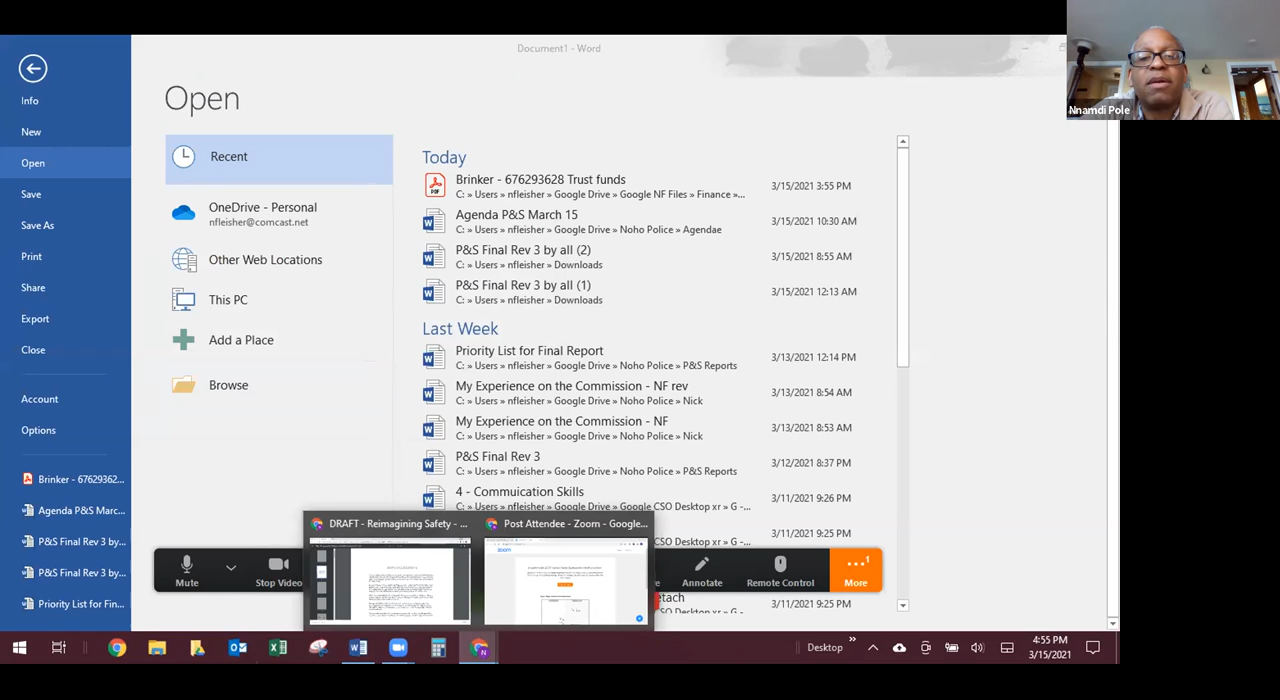 Document1 - Word
Nnamdi Pole
Info
New
Open
Save
Save As
Print
Share
Export
Close
Account
Options
Brinker - 67629362...
Agenda P&S Marc...
P&S Final Rev 3 by...
P&S Final Rev 3 by...
Priority List for Fin...
Open
Recent
OneDrive - Personal
nfleisher@comcast.net
Other Web Locations
This PC
Add a Place
Browse
Today
Brinker - 676293628 Trust funds 3/15/2021 3:55 PM
C: » Users » nfleisher » Google Drive » Google NF Files » Finance »...
Agenda P&S March 15 3/15/2021 10:30 AM
C: » Users » nfleisher » Google Drive » Noho Police » Agendae
P&S Final Rev 3 by all (2) 3/15/2021 8:55 AM
C: » Users » nfleisher » Downloads
P&S Final Rev 3 by all (1) 3/15/2021 12:13 AM
C: » Users » nfleisher » Downloads
Last Week
Priority List for Final Report 3/13/2021 12:14 PM
C: » Users » nfleisher » Google Drive » Noho Police » P&S Reports
My Experience on the Commission - NF rev 3/13/2021 8:54 AM
C: » Users » nfleisher » Google Drive » Noho Police » Nick
My Experience on the Commission - NF 3/13/2021 8:53 AM
C: » Users » nfleisher » Google Drive » Noho Police » Nick
P&S Final Rev 3 3/12/2021 8:37 PM
C: » Users » nfleisher » Google Drive » Noho Police » P&S Reports
4 - Commuication Skills 3/11/2021 9:26 PM
C: » Users » nfleisher » Google Drive » Google CSO Desktop xr » G -...
3/11/2021 9:25 PM
CSO Desktop xr » G -...
etach 3/11/2021 9:25 PM
CSO Desktop xr » G -...
DRAFT - Reimagining Safety - ...
Post Attendee - Zoom - Google...
zoom
Mute
Stop Video
Annotate
Remote Control
1
More
Desktop
4:55 PM
3/15/2021